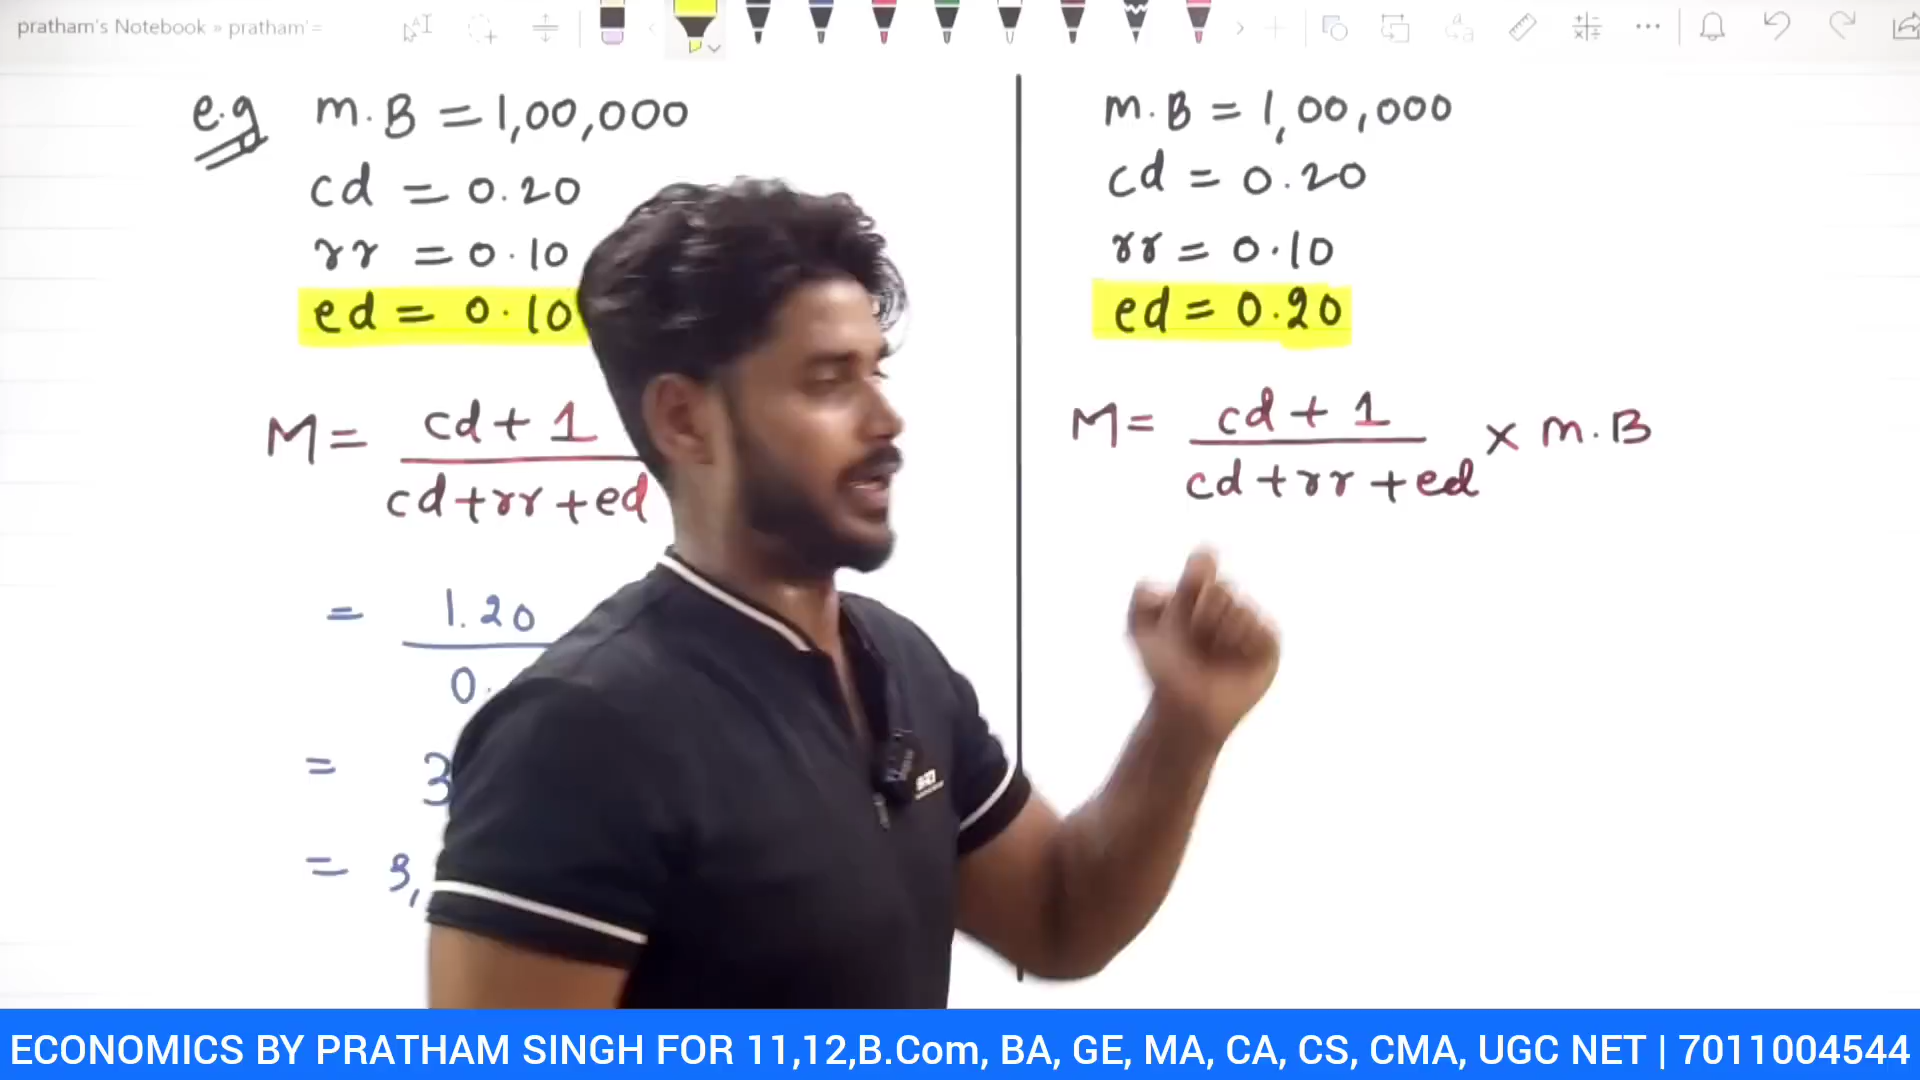 pratham's Notebook » pratham'=
e.g m.B = 1,00,000
cd = 0.20
rr = 0.10
ed = 0.10
M = cd + 1
cd + rr + ed
= 1.20
0.
= 3
= 3,
m.B = 1,00,000
cd = 0.20
rr = 0.10
ed = 0.20
M = cd + 1 × m.B
cd + rr + ed
ECONOMICS BY PRATHAM SINGH FOR 11,12,B.Com, BA, GE, MA, CA, CS, CMA, UGC NET | 7011004544